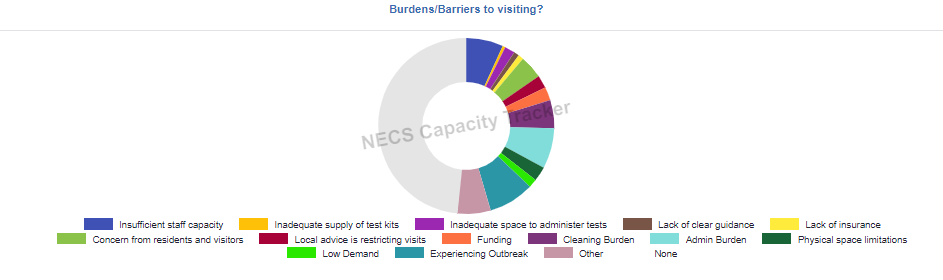 Burdens/Barriers to visiting?
NECS Capacity Tracker
Insufficient staff capacity Inadequate supply of test kits Inadequate space to administer tests Lack of clear guidance Lack of insurance
Concern from residents and visitors Local advice is restricting visits Funding Cleaning Burden Admin Burden Physical space limitations
Low Demand Experiencing Outbreak Other None